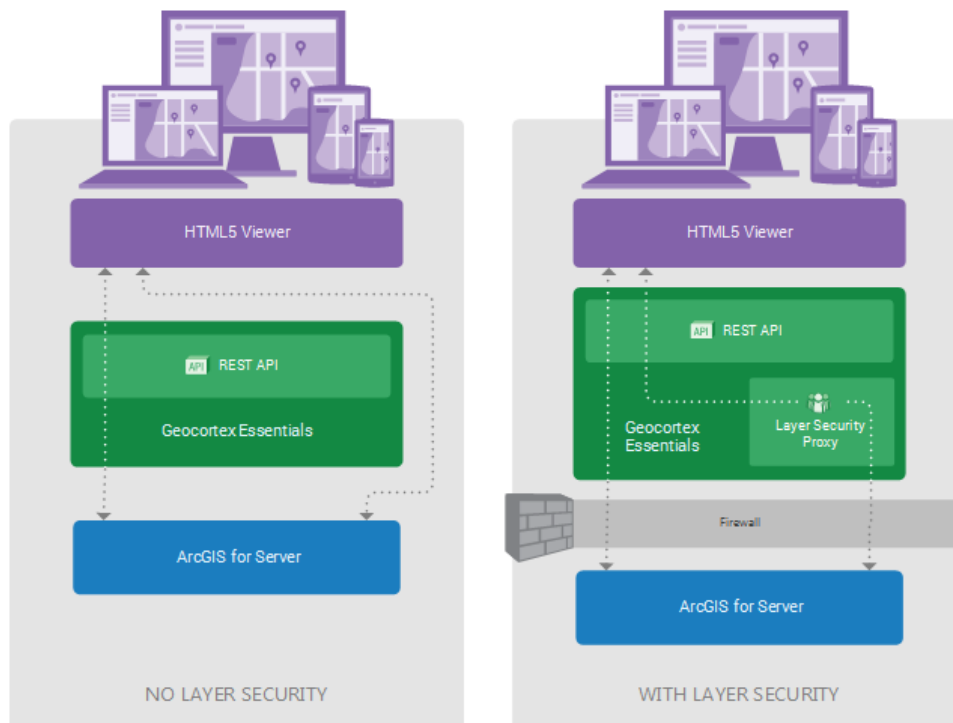 HTML5 Viewer
API REST API
Geocortex Essentials
ArcGIS for Server
NO LAYER SECURITY
HTML5 Viewer
API REST API
Geocortex
Essentials
Layer Security
Proxy
Firewall
ArcGIS for Server
WITH LAYER SECURITY